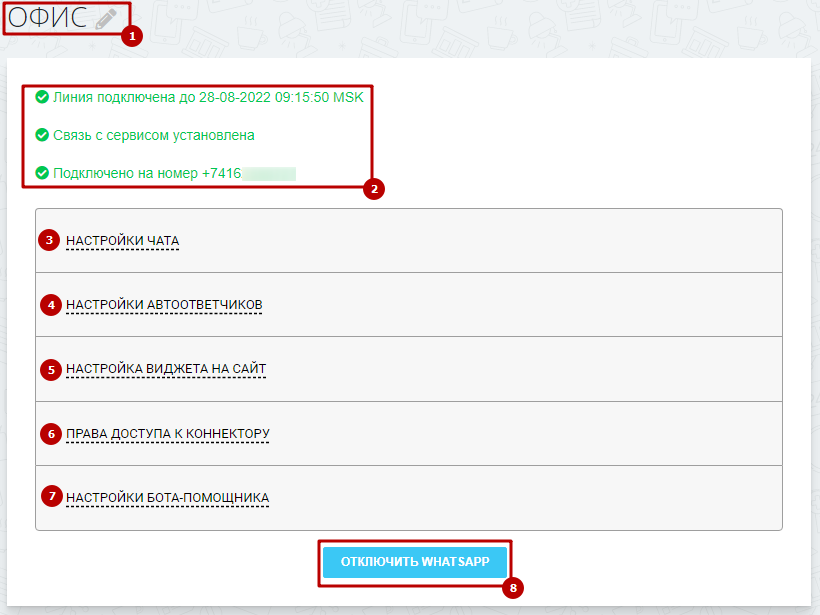 ОФИС
1
Линия подключена до 28-08-2022 09:15:50 MSK
Связь с сервисом установлена
Подключено на номер +7416
2
3 НАСТРОЙКИ ЧАТА
4 НАСТРОЙКИ АВТООТВЕТЧИКОВ
5 НАСТРОЙКА ВИДЖЕТА НА САЙТ
6 ПРАВА ДОСТУПА К КОННЕКТОРУ
7 НАСТРОЙКИ БОТА-ПОМОЩНИКА
ОТКЛЮЧИТЬ WHATSAPP
8